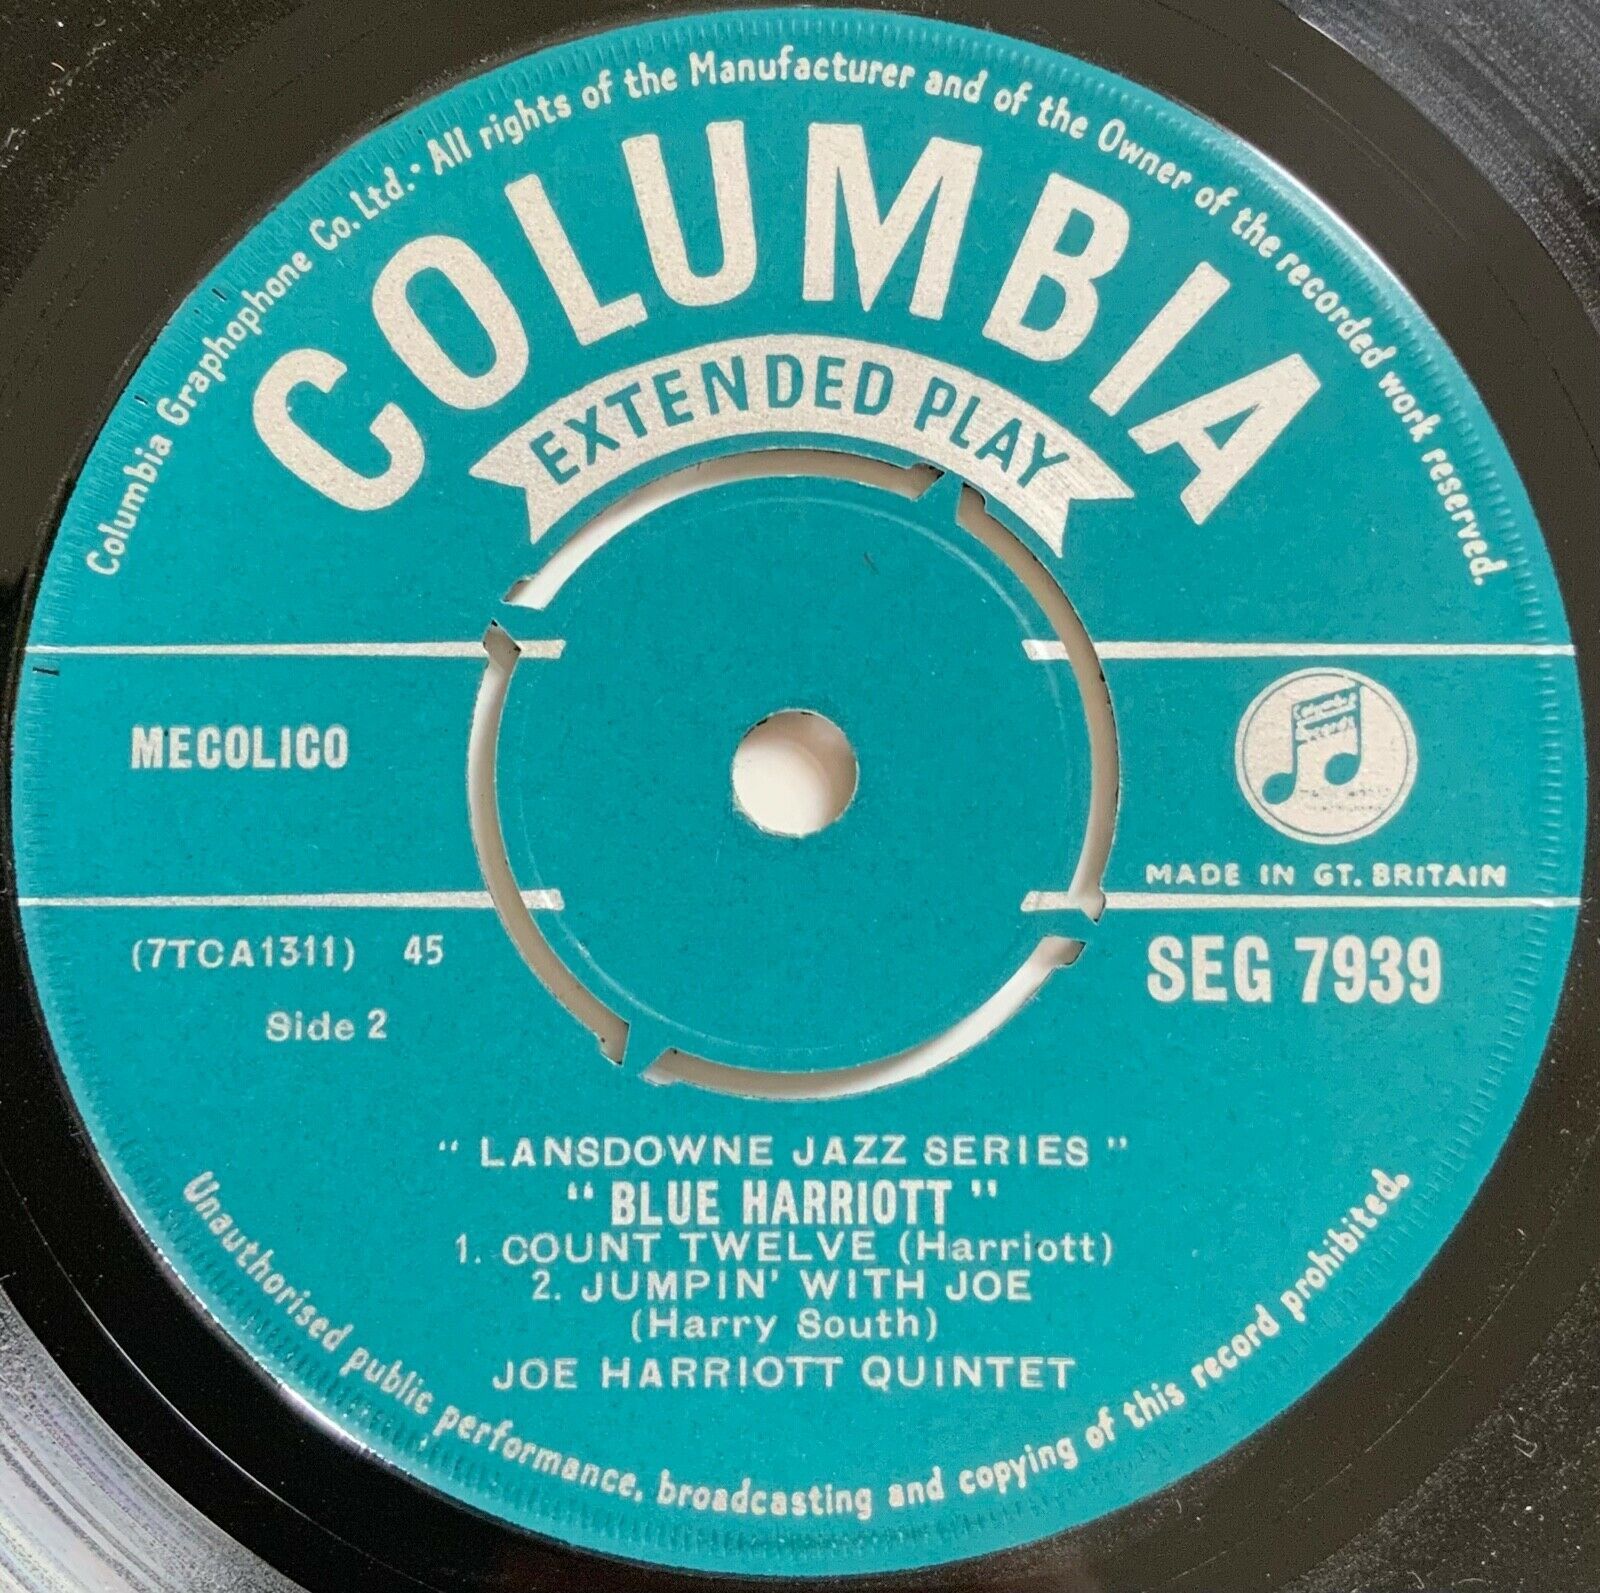 Columbia Graphophone Co. Ltd. · All rights of the Manufacturer and of the Owner of the recorded work reserved.
COLUMBIA
EXTENDED PLAY
MECOLICO
MADE IN GT. BRITAIN
(7TCA1311) 45
SEG 7939
Side 2
" LANSDOWNE JAZZ SERIES "
" BLUE HARRIOTT "
1. COUNT TWELVE (Harriott)
2. JUMPIN' WITH JOE
(Harry South)
JOE HARRIOTT QUINTET
Unauthorised public performance, broadcasting and copying of this record prohibited.